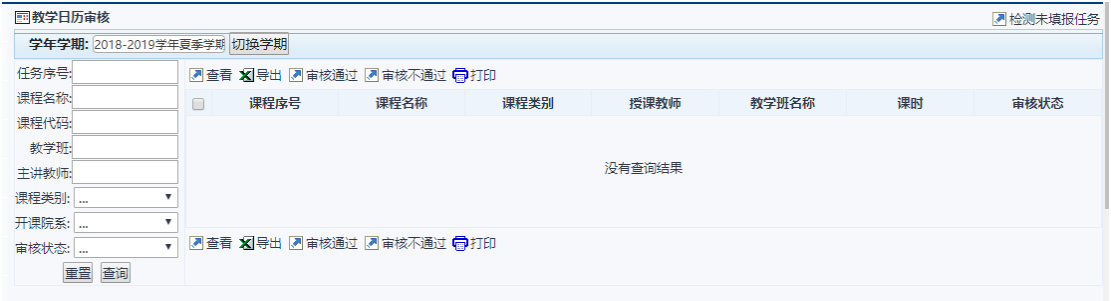 教学日历审核
检测未填报任务
学年学期: 2018-2019学年夏季学期 切换学期
任务序号:
课程名称:
课程代码:
教学班:
主讲教师:
课程类别: ...
开课院系: ...
审核状态: ...
重置 查询
查看 导出 审核通过 审核不通过 打印
课程序号 课程名称 课程类别 授课教师 教学班名称 课时 审核状态
没有查询结果
查看 导出 审核通过 审核不通过 打印